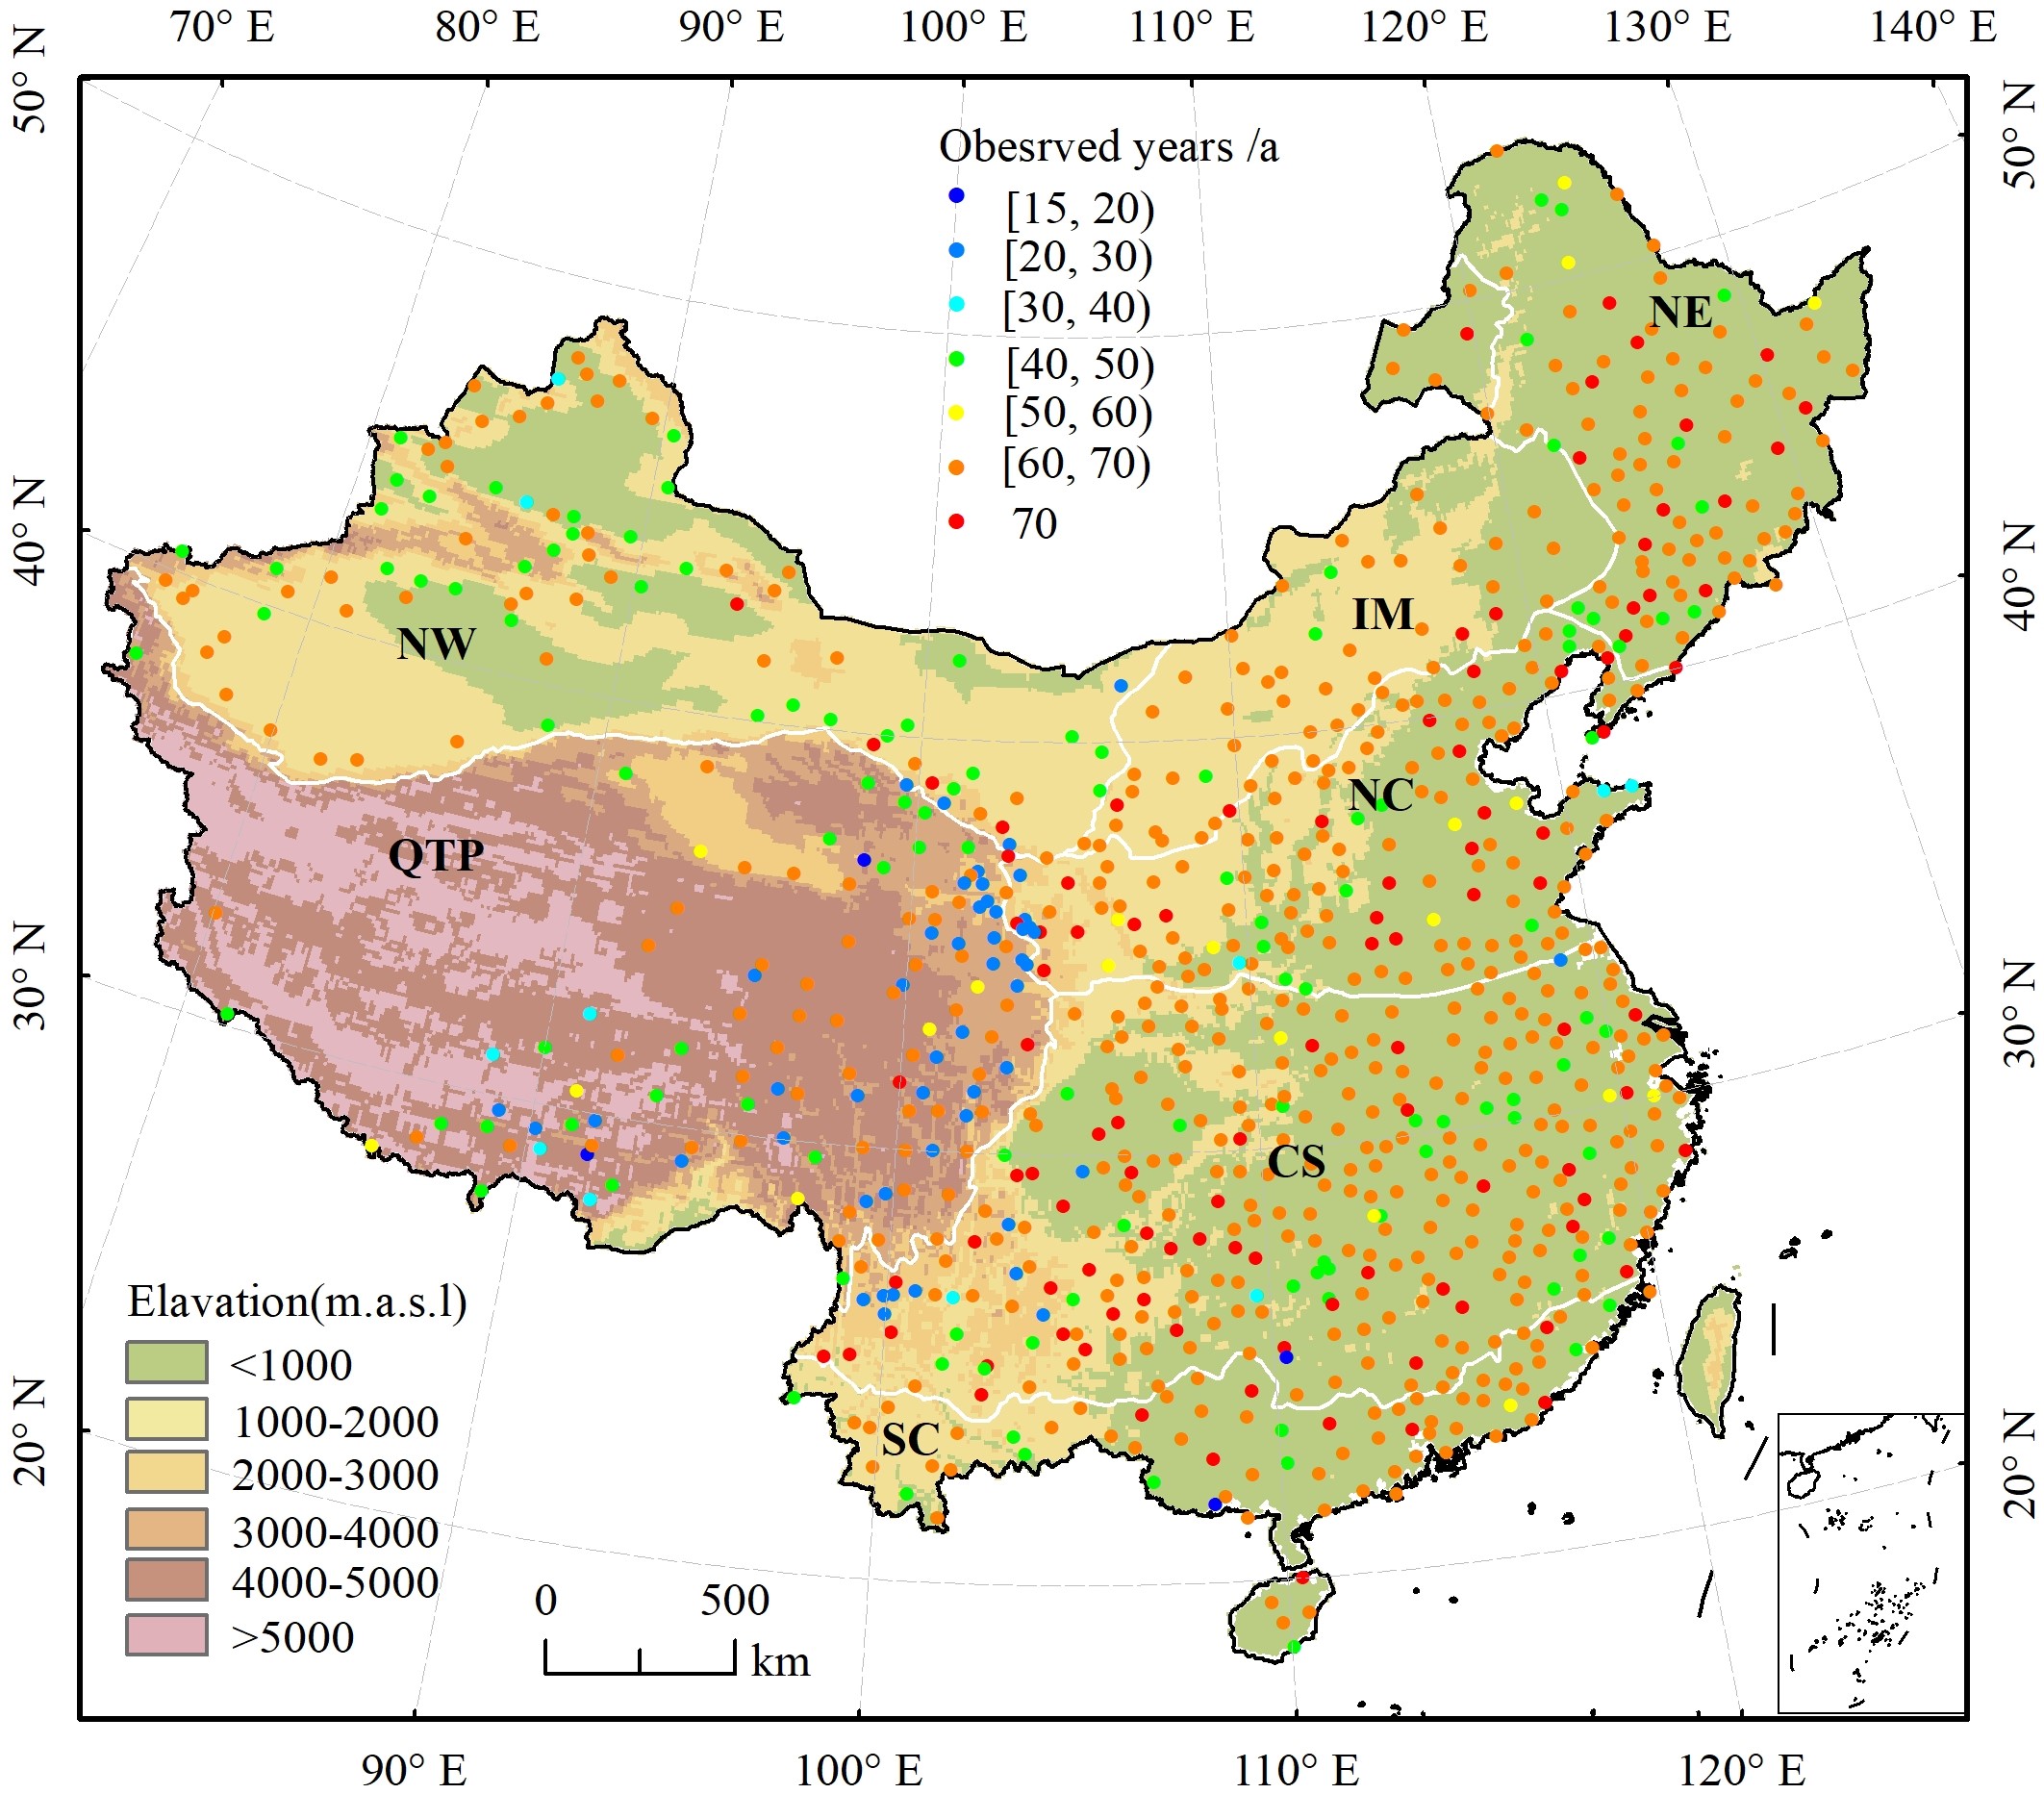 70° E 80° E 90° E 100° E 110° E 120° E 130° E 140° E
50° N
50° N
40° N
40° N
30° N
30° N
20° N
20° N
Obesrved years /a
[15, 20)
[20, 30)
[30, 40)
[40, 50)
[50, 60)
[60, 70)
70
NE
IM
NW
NC
QTP
CS
SC
Elavation(m.a.s.l)
<1000
1000-2000
2000-3000
3000-4000
4000-5000
>5000
0 500
km
90° E 100° E 110° E 120° E